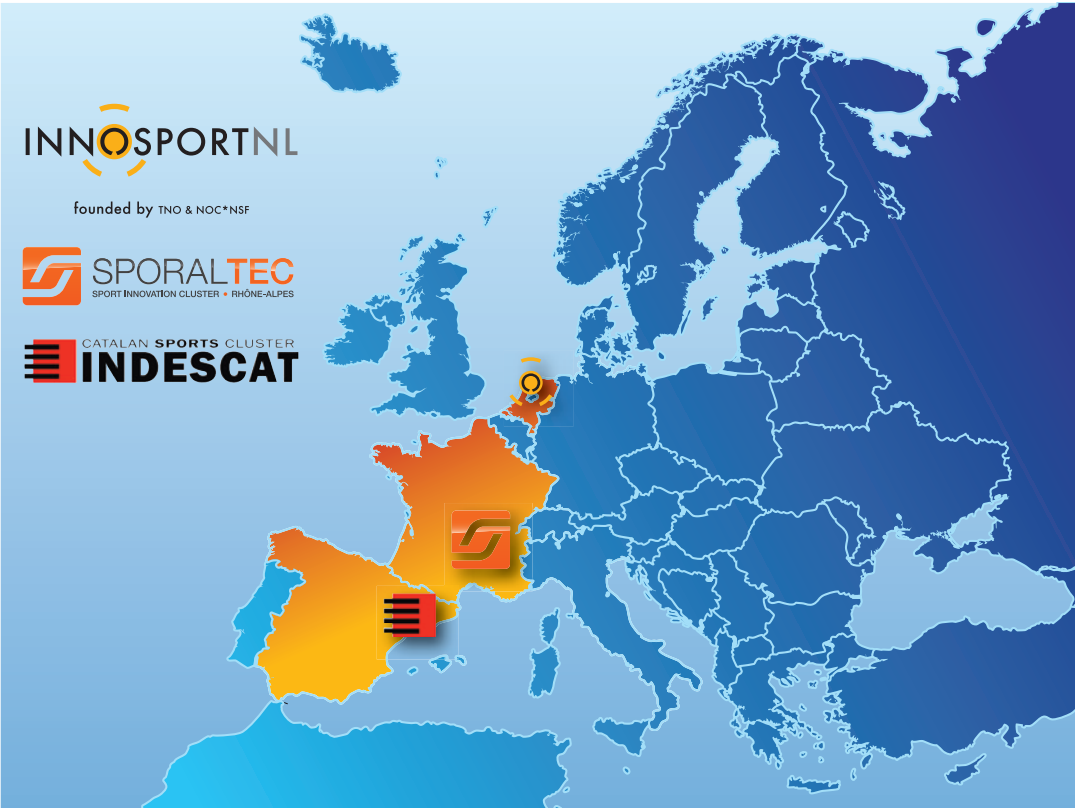 INNOSPORTNL
founded by TNO & NOC*NSF
SPORALTEC
SPORT INNOVATION CLUSTER • RHÔNE-ALPES
CATALAN SPORTS CLUSTER
INDESCAT